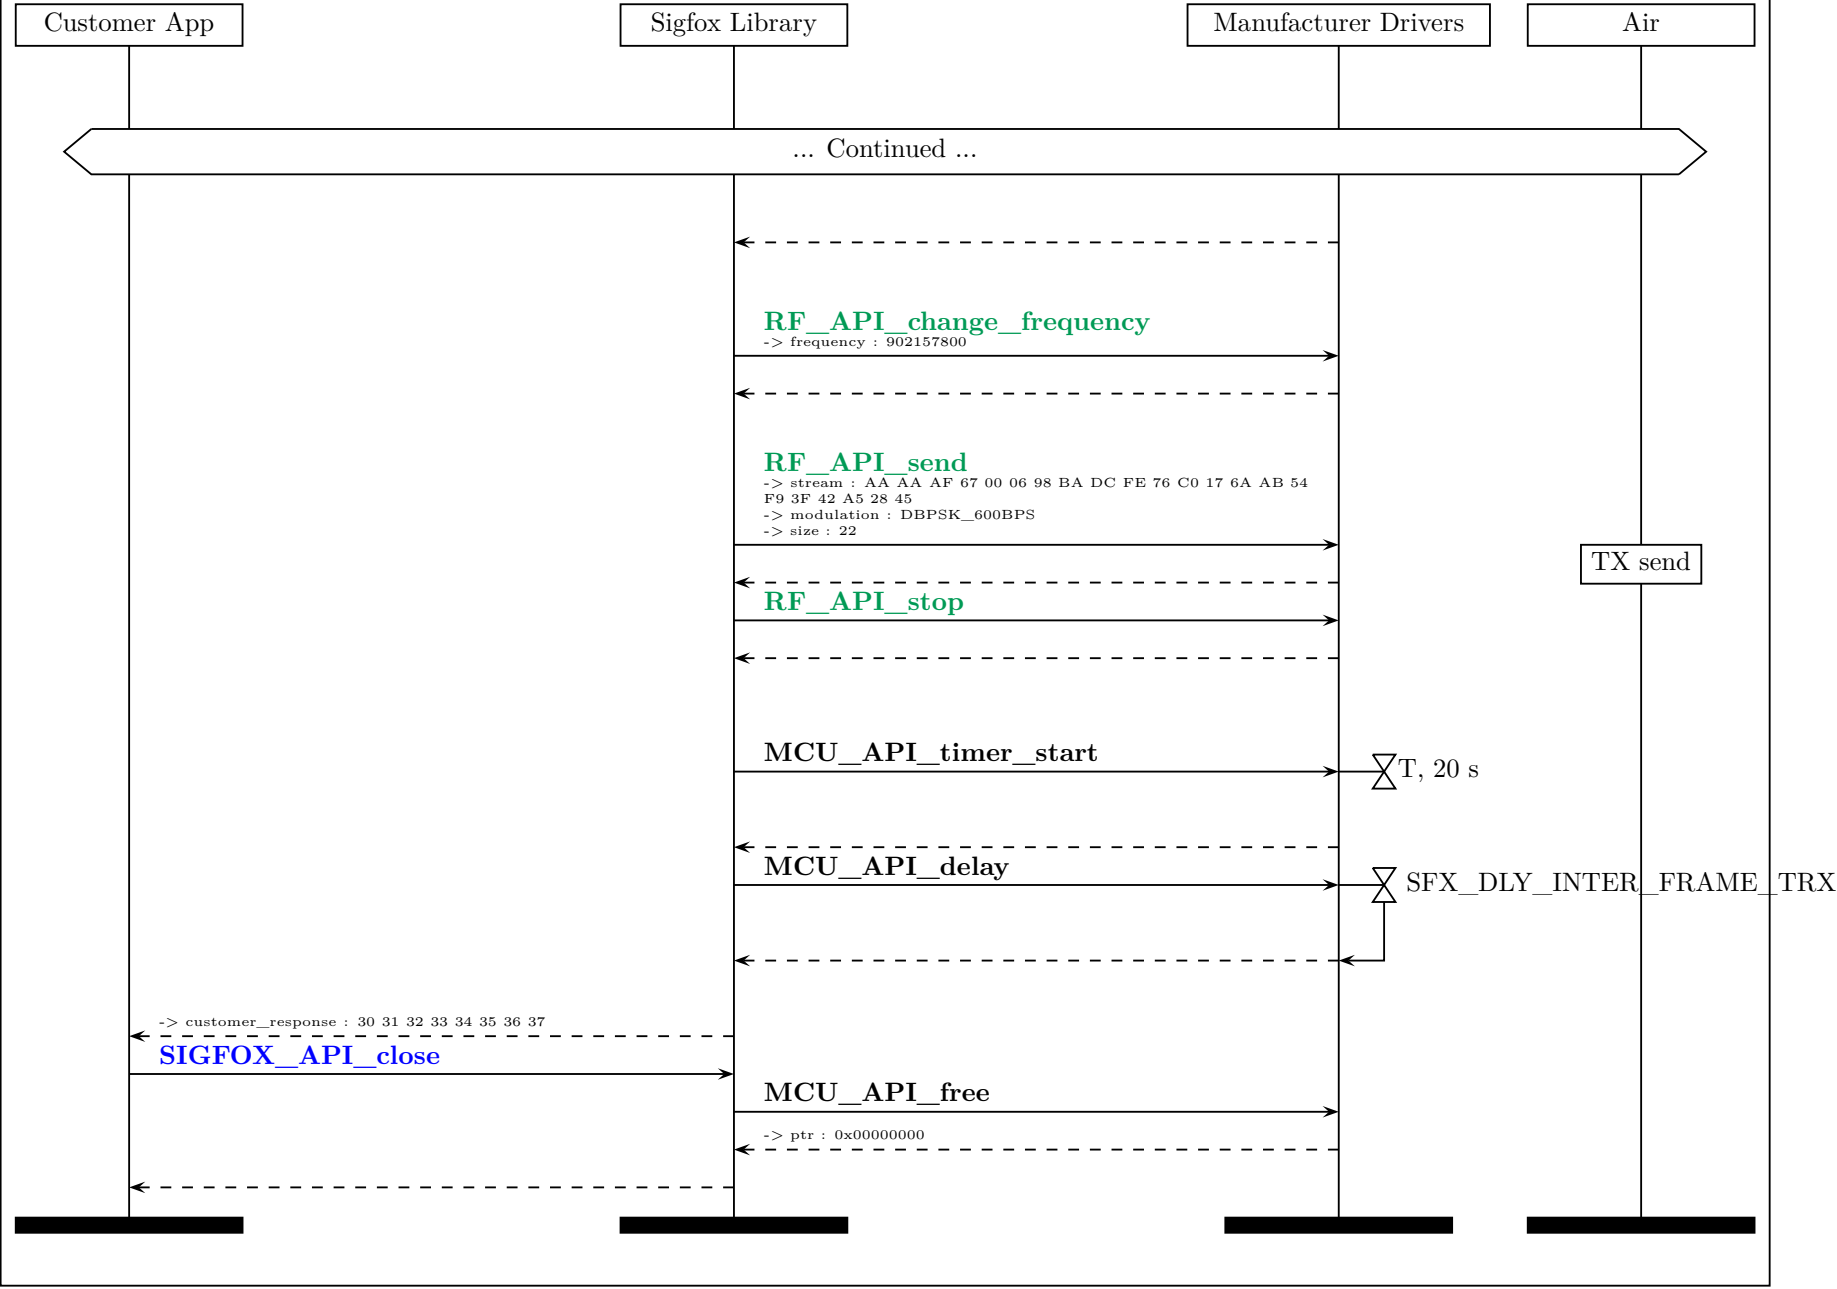 Customer App
Sigfox Library
Manufacturer Drivers
Air
... Continued ...
RF_API_change_frequency
-> frequency : 902157800
RF_API_send
-> stream : AA AA AF 67 00 06 98 BA DC FE 76 C0 17 6A AB 54
F9 3F 42 A5 28 45
-> modulation : DBPSK_600BPS
-> size : 22
TX send
RF_API_stop
MCU_API_timer_start
T, 20 s
MCU_API_delay
SFX_DLY_INTER_FRAME_TRX
-> customer_response : 30 31 32 33 34 35 36 37
SIGFOX_API_close
MCU_API_free
-> ptr : 0x00000000